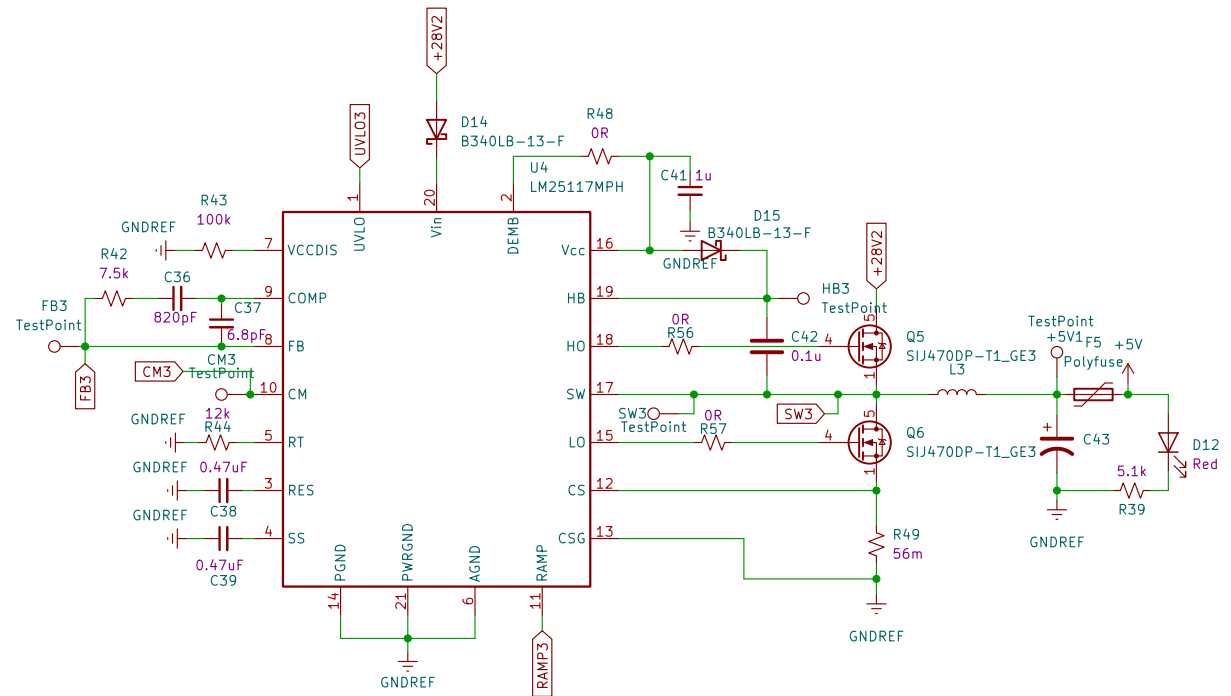 +28V2
UVLO3
D14
B340LB-13-F
R48
0R
U4
LM25117MPH
C41
1u
D15
B340LB-13-F
GNDREF
+28V2
R43
100k
GNDREF
R42
7.5k
C36
820pF
C37
6.8pF
FB3
TestPoint
FB3
CM3
TestPoint
CM3
12k
R44
GNDREF
0.47uF
GNDREF
C38
GNDREF
0.47uF
C39
1
20
2
UVLO
Vin
DEMB
7
VCCDIS
9
COMP
8
FB
10
CM
5
RT
3
RES
4
SS
Vcc
16
HB
19
HO
18
SW
17
LO
15
CS
12
CSG
13
PGND
PWRGND
AGND
RAMP
14
21
6
11
GNDREF
RAMP3
HB3
TestPoint
0R
R56
C42
0.1u
4
5
1
Q5
SIJ470DP-T1_GE3
L3
SW3
TestPoint
SW3
0R
R57
4
5
1
Q6
SIJ470DP-T1_GE3
R49
56m
GNDREF
TestPoint
+5V1
F5
Polyfuse
+5V
+
C43
D12
Red
5.1k
R39
GNDREF